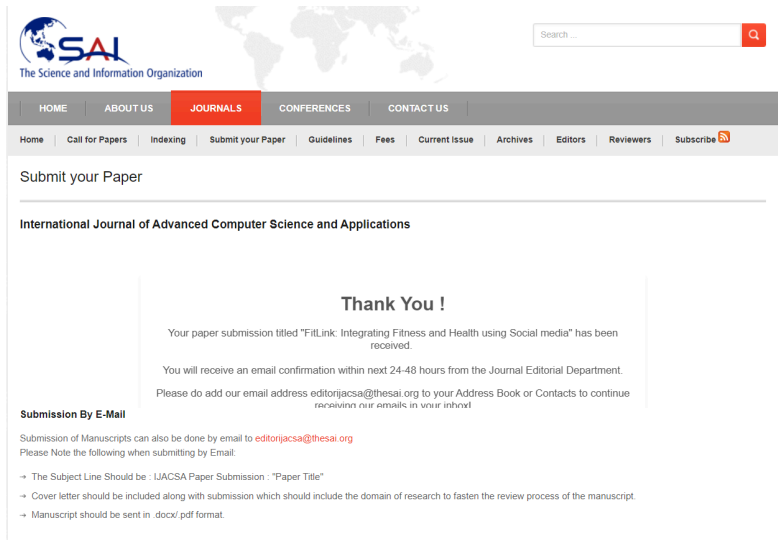 SAI
The Science and Information Organization
Search ...
HOME ABOUT US JOURNALS CONFERENCES CONTACT US
Home Call for Papers Indexing Submit your Paper Guidelines Fees Current Issue Archives Editors Reviewers Subscribe
Submit your Paper
International Journal of Advanced Computer Science and Applications
Thank You !
Your paper submission titled "FitLink: Integrating Fitness and Health using Social media" has been
received.
You will receive an email confirmation within next 24-48 hours from the Journal Editorial Department.
Please do add our email address editorijacsa@thesai.org to your Address Book or Contacts to continue
receiving our emails in your inbox!
Submission By E-Mail
Submission of Manuscripts can also be done by email to editorijacsa@thesai.org
Please Note the following when submitting by Email:
→ The Subject Line Should be : IJACSA Paper Submission : "Paper Title"
→ Cover letter should be included along with submission which should include the domain of research to fasten the review process of the manuscript.
→ Manuscript should be sent in .docx/.pdf format.